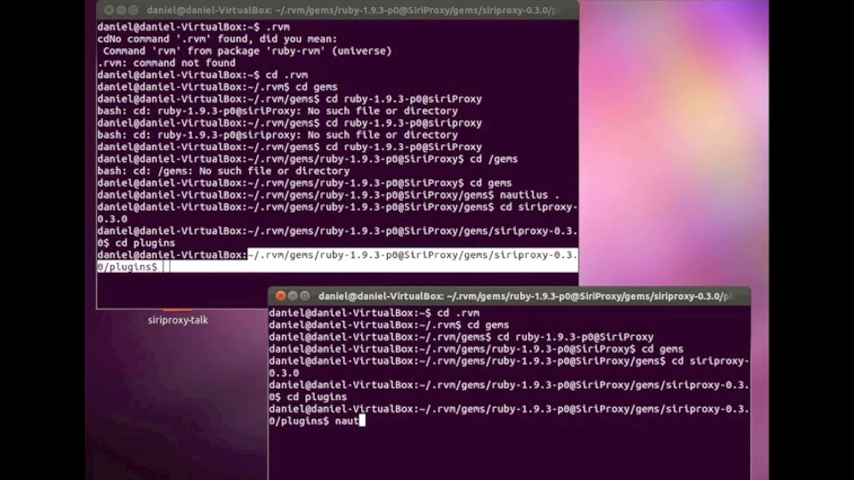 daniel@daniel-VirtualBox: ~/.rvm/gems/ruby-1.9.3-p0@SiriProxy/gems/siriproxy-0.3.0/p
daniel@daniel-VirtualBox:~$ .rvm
cdNo command '.rvm' found, did you mean:
Command 'rvm' from package 'ruby-rvm' (universe)
.rvm: command not found
daniel@daniel-VirtualBox:~$ cd .rvm
daniel@daniel-VirtualBox:~/.rvm$ cd gems
daniel@daniel-VirtualBox:~/.rvm/gems$ cd ruby-1.9.3-p0@siriProxy
bash: cd: ruby-1.9.3-p0@siriProxy: No such file or directory
daniel@daniel-VirtualBox:~/.rvm/gems$ cd ruby-1.9.3-p0@siriproxy
bash: cd: ruby-1.9.3-p0@siriproxy: No such file or directory
daniel@daniel-VirtualBox:~/.rvm/gems$ cd ruby-1.9.3-p0@SiriProxy
daniel@daniel-VirtualBox:~/.rvm/gems/ruby-1.9.3-p0@SiriProxy$ cd /gems
bash: cd: /gems: No such file or directory
daniel@daniel-VirtualBox:~/.rvm/gems/ruby-1.9.3-p0@SiriProxy$ cd gems
daniel@daniel-VirtualBox:~/.rvm/gems/ruby-1.9.3-p0@SiriProxy/gems$ nautilus .
daniel@daniel-VirtualBox:~/.rvm/gems/ruby-1.9.3-p0@SiriProxy/gems$ cd siriproxy-
0.3.0
daniel@daniel-VirtualBox:~/.rvm/gems/ruby-1.9.3-p0@SiriProxy/gems/siriproxy-0.3.
0$ cd plugins
daniel@daniel-VirtualBox:~/.rvm/gems/ruby-1.9.3-p0@SiriProxy/gems/siriproxy-0.3.
0/plugins$
siriproxy-talk
daniel@daniel-VirtualBox: ~/.rvm/gems/ruby-1.9.3-p0@SiriProxy/gems/siriproxy-0.3.0/pl
daniel@daniel-VirtualBox:~$ cd .rvm
daniel@daniel-VirtualBox:~/.rvm$ cd gems
daniel@daniel-VirtualBox:~/.rvm/gems$ cd ruby-1.9.3-p0@SiriProxy
daniel@daniel-VirtualBox:~/.rvm/gems/ruby-1.9.3-p0@SiriProxy$ cd gems
daniel@daniel-VirtualBox:~/.rvm/gems/ruby-1.9.3-p0@SiriProxy/gems$ cd siriproxy-
0.3.0
daniel@daniel-VirtualBox:~/.rvm/gems/ruby-1.9.3-p0@SiriProxy/gems/siriproxy-0.3.
0$ cd plugins
daniel@daniel-VirtualBox:~/.rvm/gems/ruby-1.9.3-p0@SiriProxy/gems/siriproxy-0.3.
0/plugins$ naut